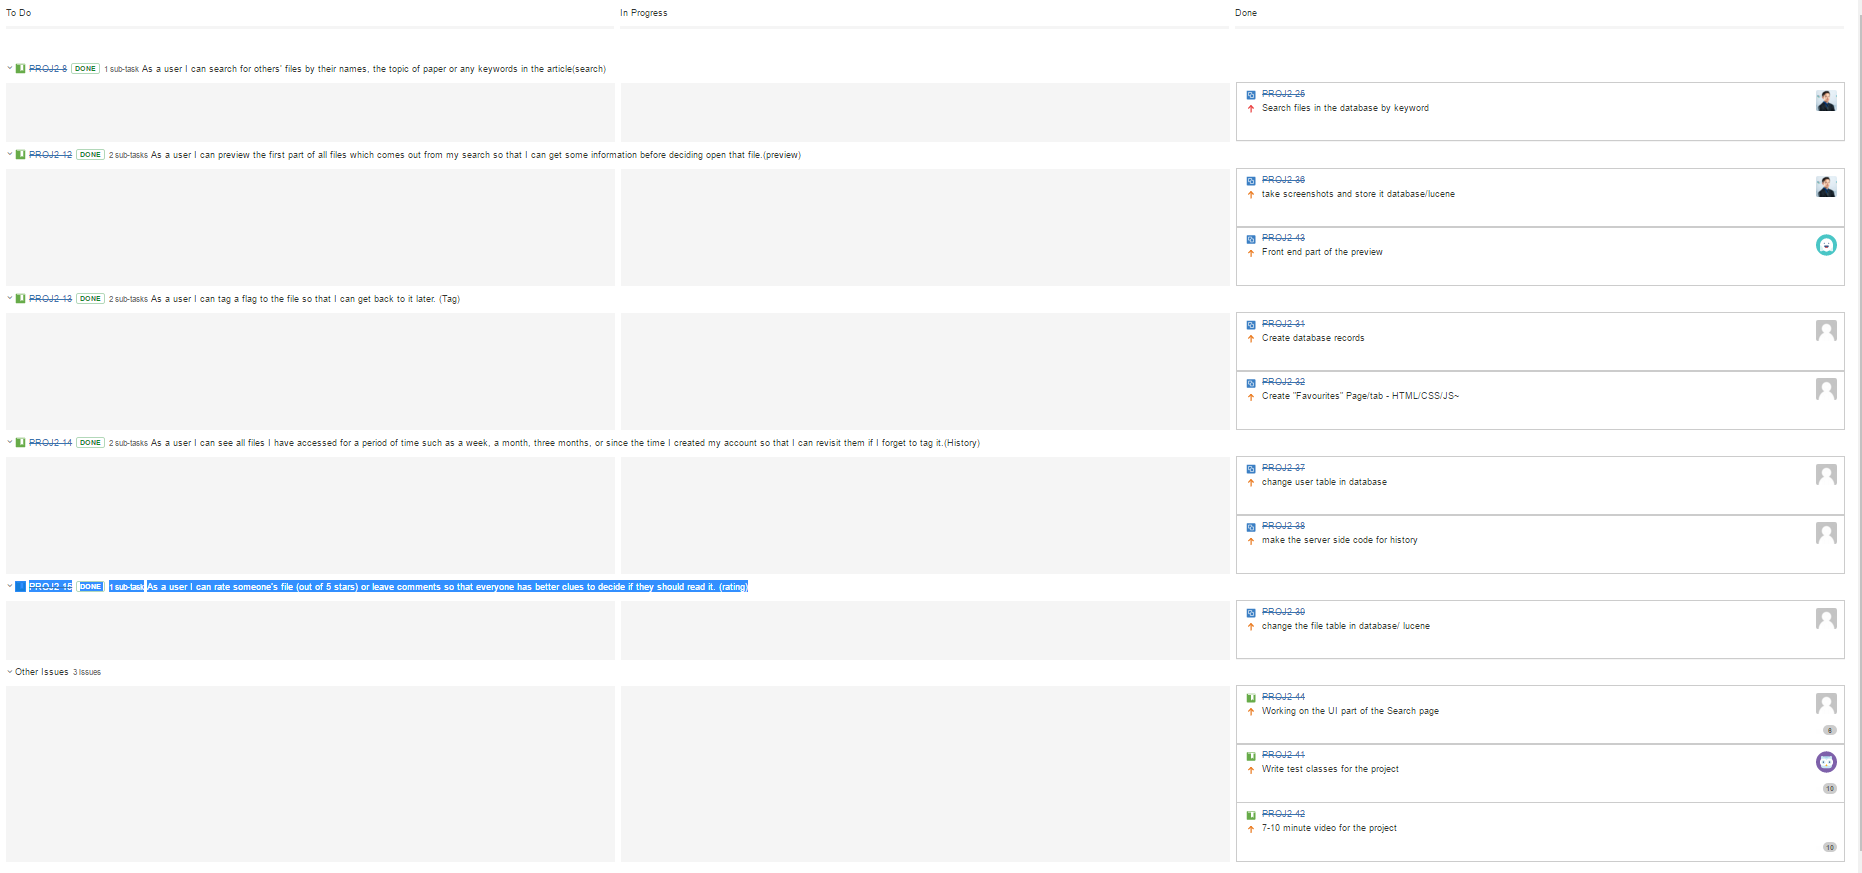 To Do
In Progress
Done
PROJ2-8 DONE 1 sub-task As a user I can search for others' files by their names, the topic of paper or any keywords in the article(search)
PROJ2-25
Search files in the database by keyword
PROJ2-12 DONE 2 sub-tasks As a user I can preview the first part of all files which comes out from my search so that I can get some information before deciding open that file.(preview)
PROJ2-36
take screenshots and store it database/lucene
PROJ2-43
Front end part of the preview
PROJ2-13 DONE 2 sub-tasks As a user I can tag a flag to the file so that I can get back to it later. (Tag)
PROJ2-31
Create database records
PROJ2-32
Create "Favourites" Page/tab - HTML/CSS/JS~
PROJ2-14 DONE 2 sub-tasks As a user I can see all files I have accessed for a period of time such as a week, a month, three months, or since the time I created my account so that I can revisit them if I forget to tag it.(History)
PROJ2-37
change user table in database
PROJ2-38
make the server side code for history
PROJ2-15 DONE 1 sub-task As a user I can rate someone's file (out of 5 stars) or leave comments so that everyone has better clues to decide if they should read it. (rating)
PROJ2-39
change the file table in database/ lucene
Other Issues 3 issues
PROJ2-44
Working on the UI part of the Search page
6
PROJ2-41
Write test classes for the project
10
PROJ2-42
7-10 minute video for the project
10